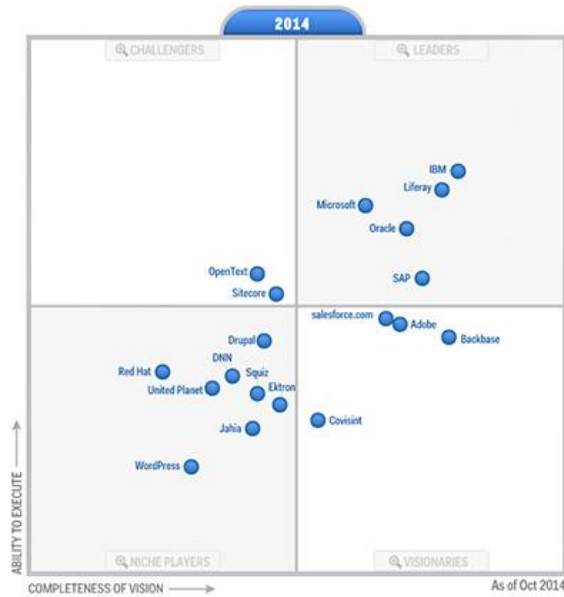 2014
CHALLENGERS
LEADERS
IBM
Liferay
Microsoft
Oracle
OpenText
SAP
Sitecore
salesforce.com
Adobe
Backbase
Drupal
DNN
Red Hat
Squiz
United Planet
Ektron
Covisint
Jahia
WordPress
ABILITY TO EXECUTE
NICHE PLAYERS
VISIONARIES
COMPLETENESS OF VISION
As of Oct 2014